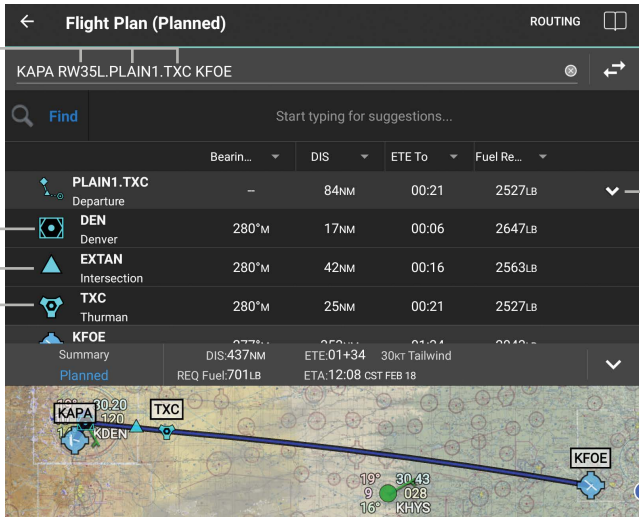 Flight Plan (Planned) ROUTING
KAPA RW35L.PLAIN1.TXC KFOE
Find Start typing for suggestions...
Bearin... DIS ETE To Fuel Re...
PLAIN1.TXC
Departure – 84NM 00:21 2527LB
DEN
Denver 280°M 17NM 00:06 2647LB
EXTAN
Intersection 280°M 42NM 00:16 2563LB
TXC
Thurman 280°M 25NM 00:21 2527LB
KFOE
Summary DIS:437NM ETE:01+34 30KT Tailwind
Planned REQ Fuel:701LB ETA:12:08 CST FEB 18
KAPA 30.20 TXC
120
KDEN
KFOE
19° 30.43
9 028
16° KHYS